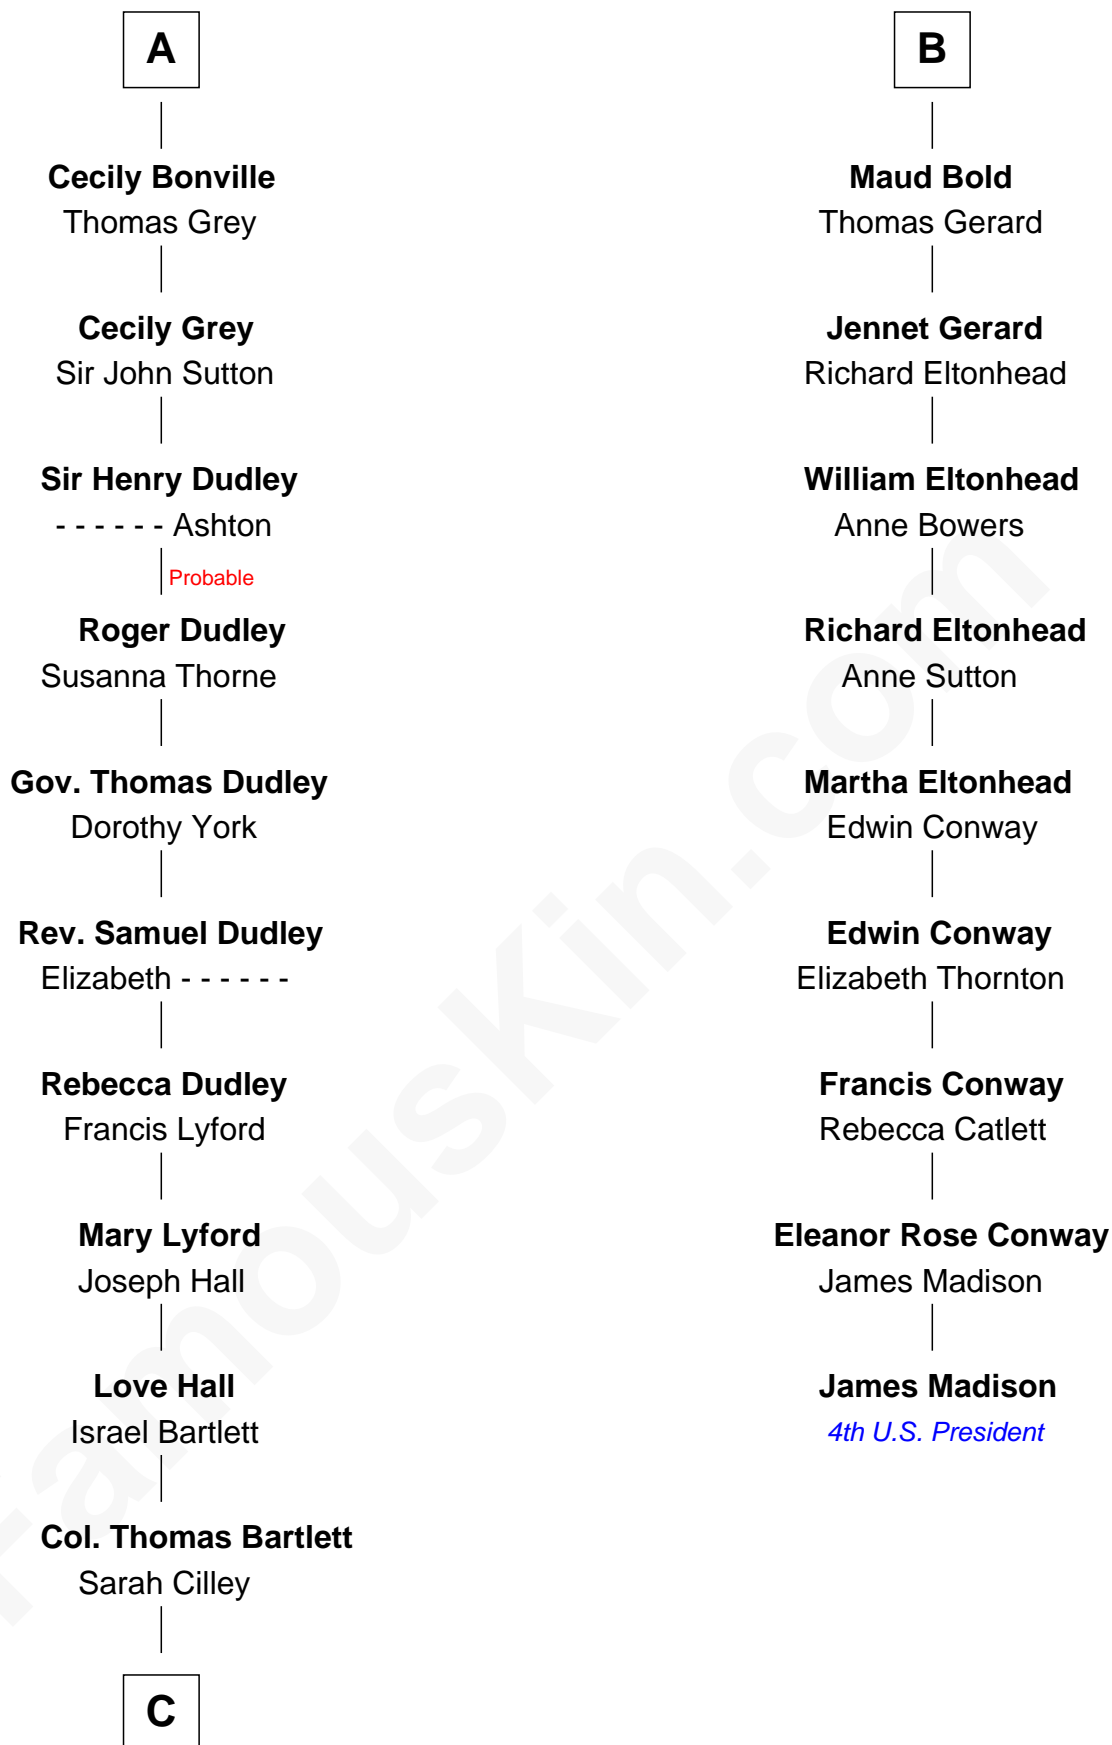 A
Cecily Bonville
Thomas Grey
Cecily Grey
Sir John Sutton
Sir Henry Dudley
- - - - - - Ashton
Probable
Roger Dudley
Susanna Thorne
Gov. Thomas Dudley
Dorothy York
Rev. Samuel Dudley
Elizabeth - - - - - -
Rebecca Dudley
Francis Lyford
Mary Lyford
Joseph Hall
Love Hall
Israel Bartlett
Col. Thomas Bartlett
Sarah Cilley
C
B
Maud Bold
Thomas Gerard
Jennet Gerard
Richard Eltonhead
William Eltonhead
Anne Bowers
Richard Eltonhead
Anne Sutton
Martha Eltonhead
Edwin Conway
Edwin Conway
Elizabeth Thornton
Francis Conway
Rebecca Catlett
Eleanor Rose Conway
James Madison
James Madison
4th U.S. President
FamousKin.com